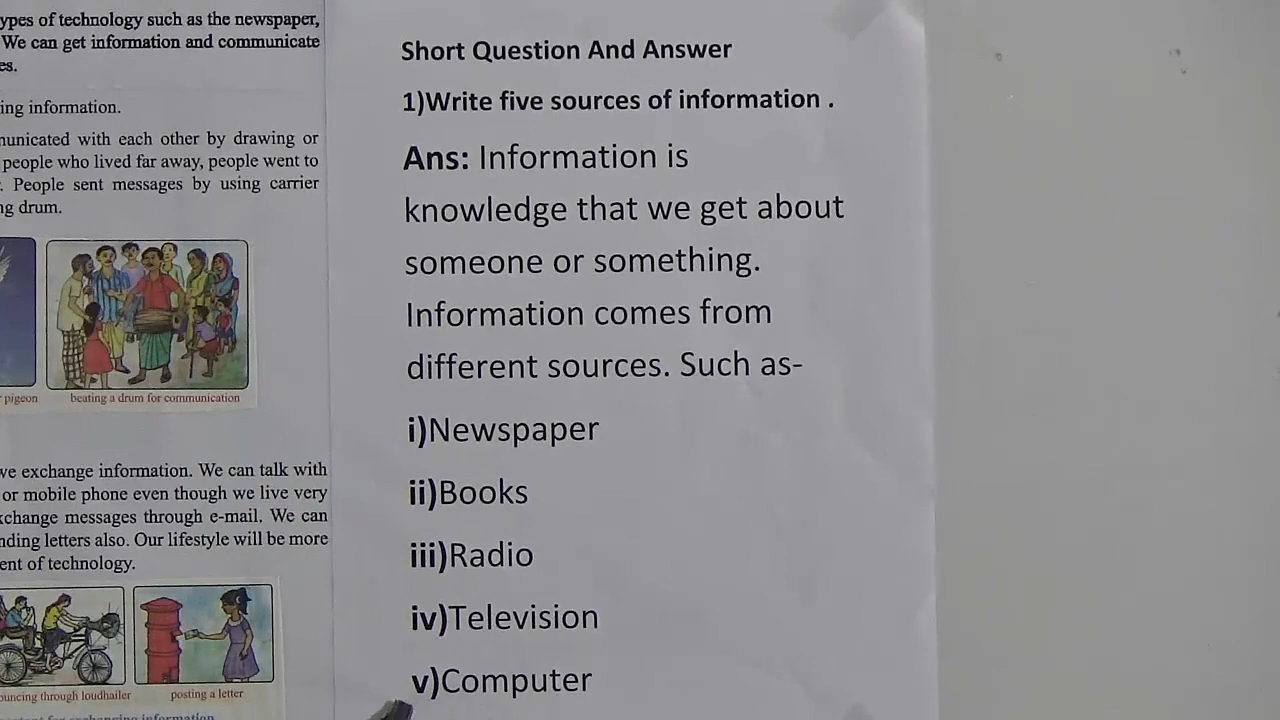 ypes of technology such as the newspaper,
We can get information and communicate
es.
ing information.
municated with each other by drawing or
people who lived far away, people went to
. People sent messages by using carrier
ng drum.
pigeon
beating a drum for communication
we exchange information. We can talk with
or mobile phone even though we live very
xchange messages through e-mail. We can
nding letters also. Our lifestyle will be more
ent of technology.
ouncing through loudhailer
posting a letter
Short Question And Answer
1)Write five sources of information .
Ans: Information is
knowledge that we get about
someone or something.
Information comes from
different sources. Such as-
i)Newspaper
ii)Books
iii)Radio
iv)Television
v)Computer